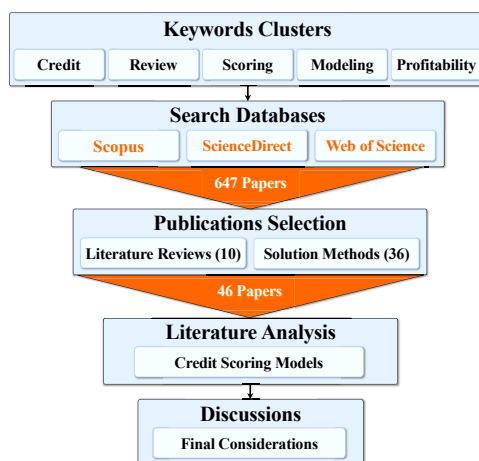 Keywords Clusters
Credit Review Scoring Modeling Profitability
Search Databases
Scopus ScienceDirect Web of Science
647 Papers
Publications Selection
Literature Reviews (10) Solution Methods (36)
46 Papers
Literature Analysis
Credit Scoring Models
Discussions
Final Considerations